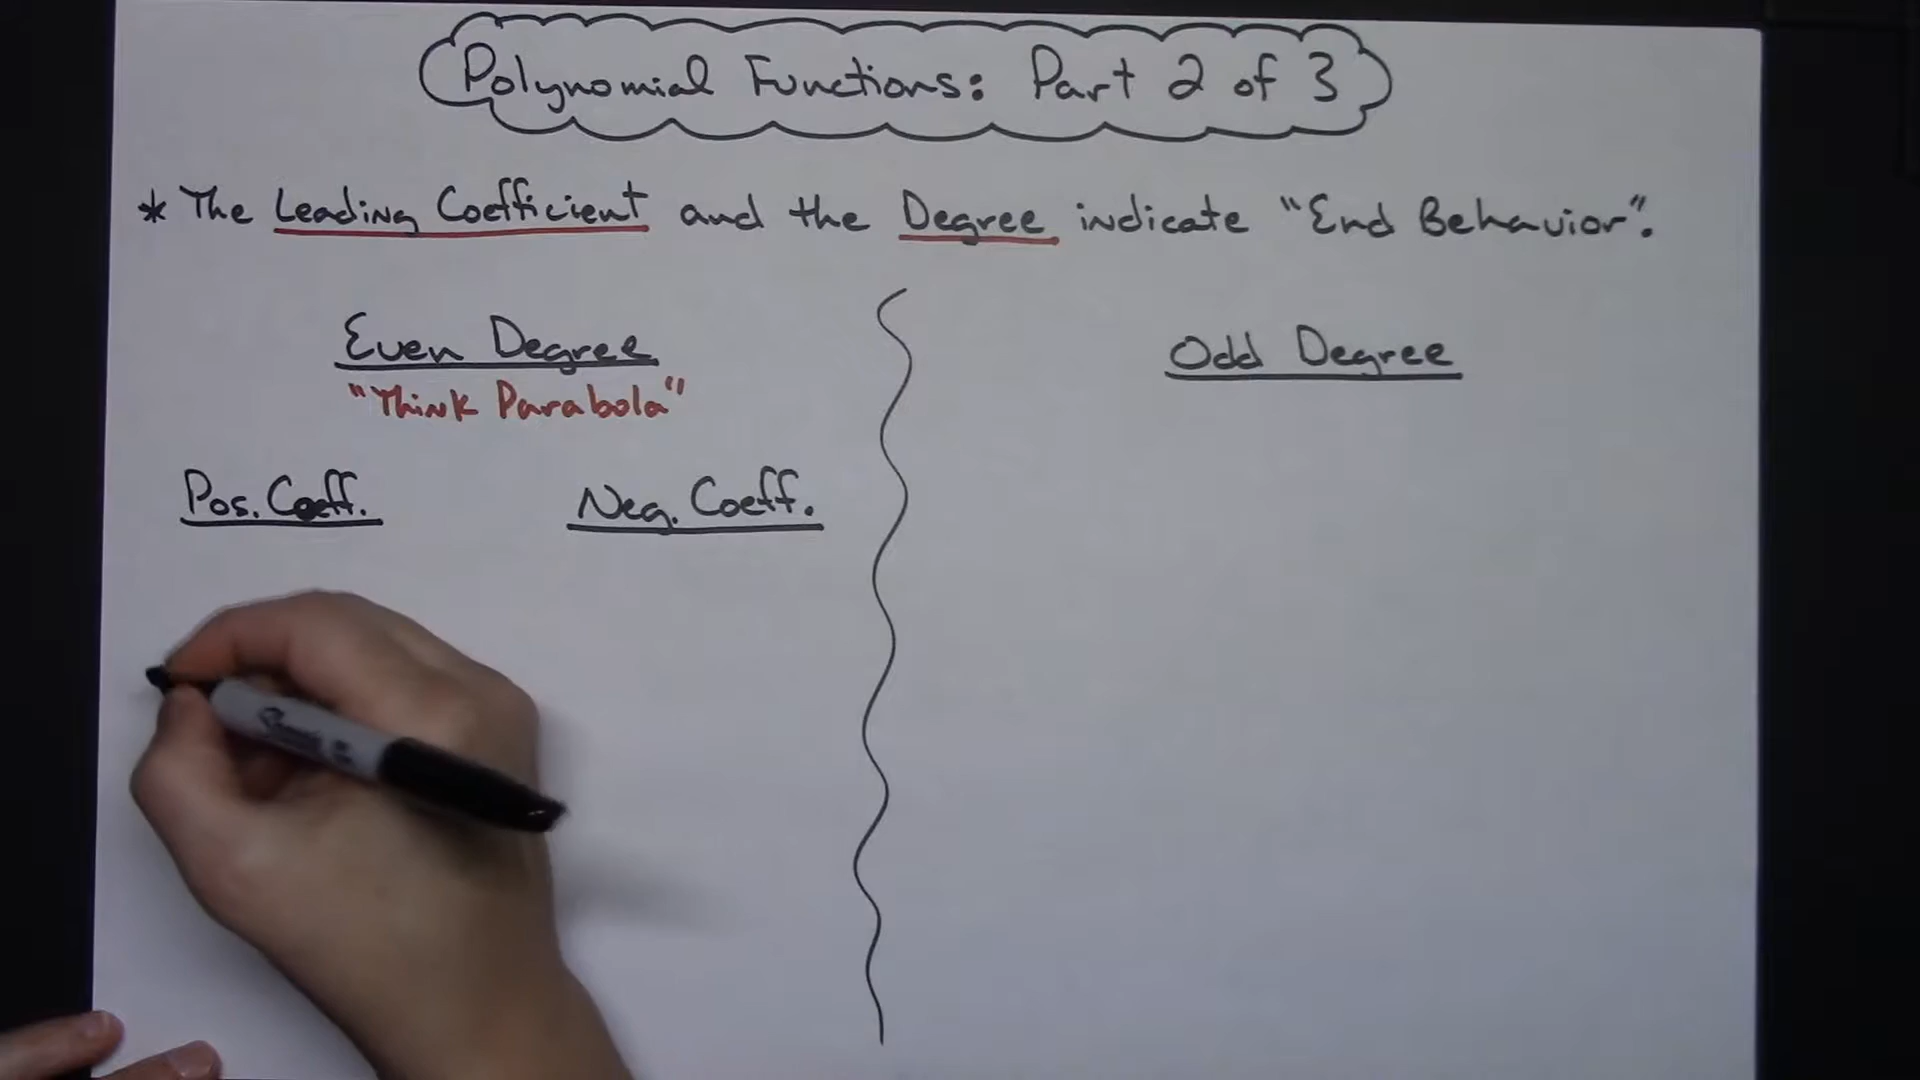 Polynomial Functions: Part 2 of 3
* The Leading Coefficient and the Degree indicate "End Behavior".
Even Degree
"Think Parabola"
Pos. Coeff.
Neg. Coeff.
Odd Degree